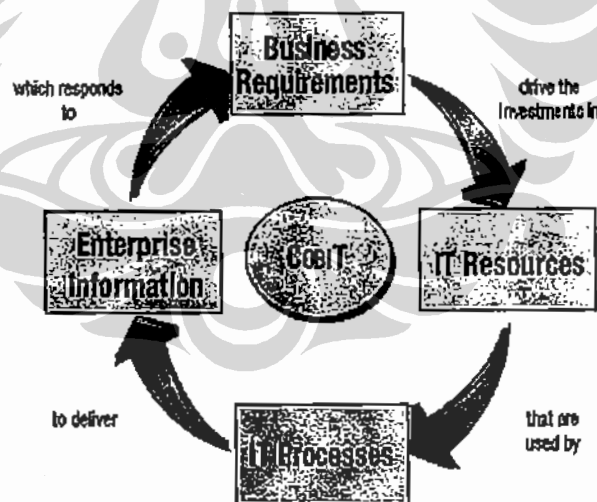 Business
Requirements
which responds
to
drive the
investments in
Enterprise
Information
COBIT
IT Resources
to deliver
that are
used by
IT Processes